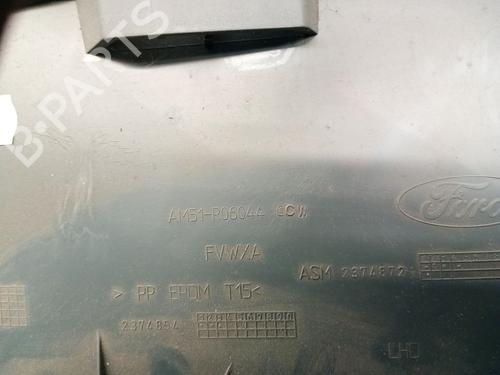 B-PARTS
AM51-R06044 (C)
Ford
FVWXA
ASM 2374872
> PP EPDM T15<
2374854
LHD